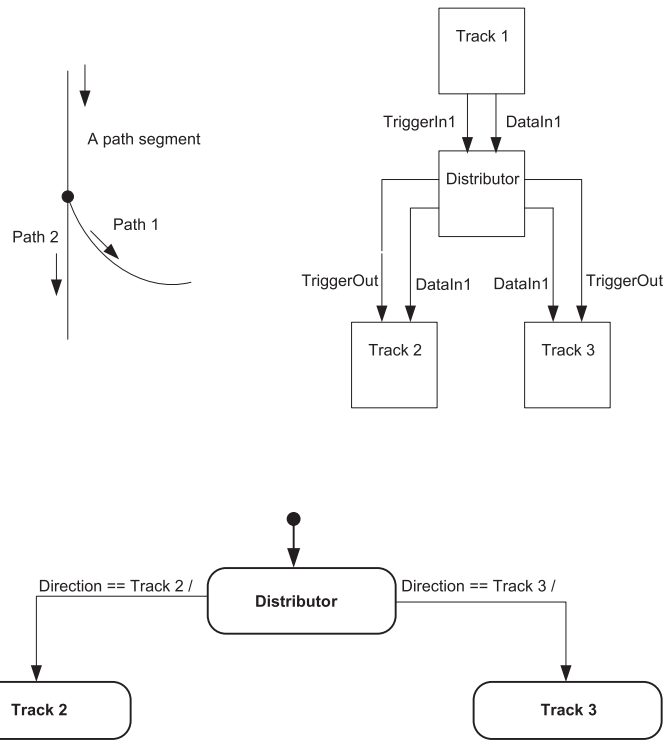 Track 1
TriggerIn1
DataIn1
A path segment
Distributor
Path 1
Path 2
TriggerOut
DataIn1
DataIn1
TriggerOut
Track 2
Track 3
Direction == Track 2 /
Direction == Track 3 /
Distributor
Track 2
Track 3